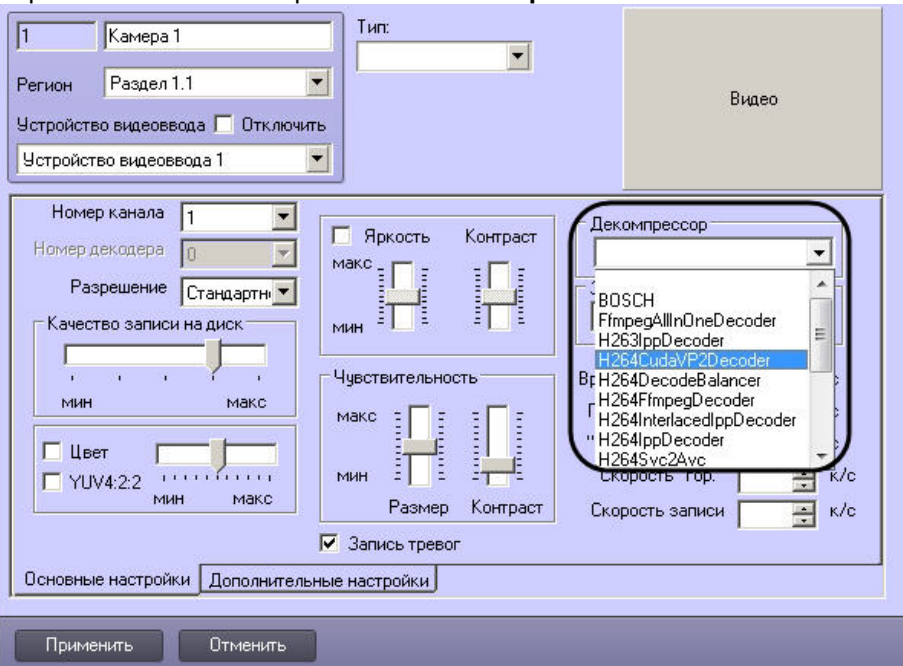 1
Камера 1
Тип:
Регион
Раздел 1.1
Видео
Устройство видеоввода
Отключить
Устройство видеоввода 1
Номер канала
1
Номер декодера
0
Разрешение
Стандартн
Качество записи на диск
мин
макс
Цвет
YUV4:2:2
мин
макс
Яркость
Контраст
макс
мин
Чувствительность
макс
мин
Размер
Контраст
Запись тревог
Декомпрессор
BOSCH
FfmpegAllInOneDecoder
H263IppDecoder
H264CudaVP2Decoder
H264DecodeBalancer
H264FfmpegDecoder
H264InterlacedIppDecoder
H264IppDecoder
H264Svc2Avc
к/с
Скорость записи
к/с
Основные настройки
Дополнительные настройки
Применить
Отменить